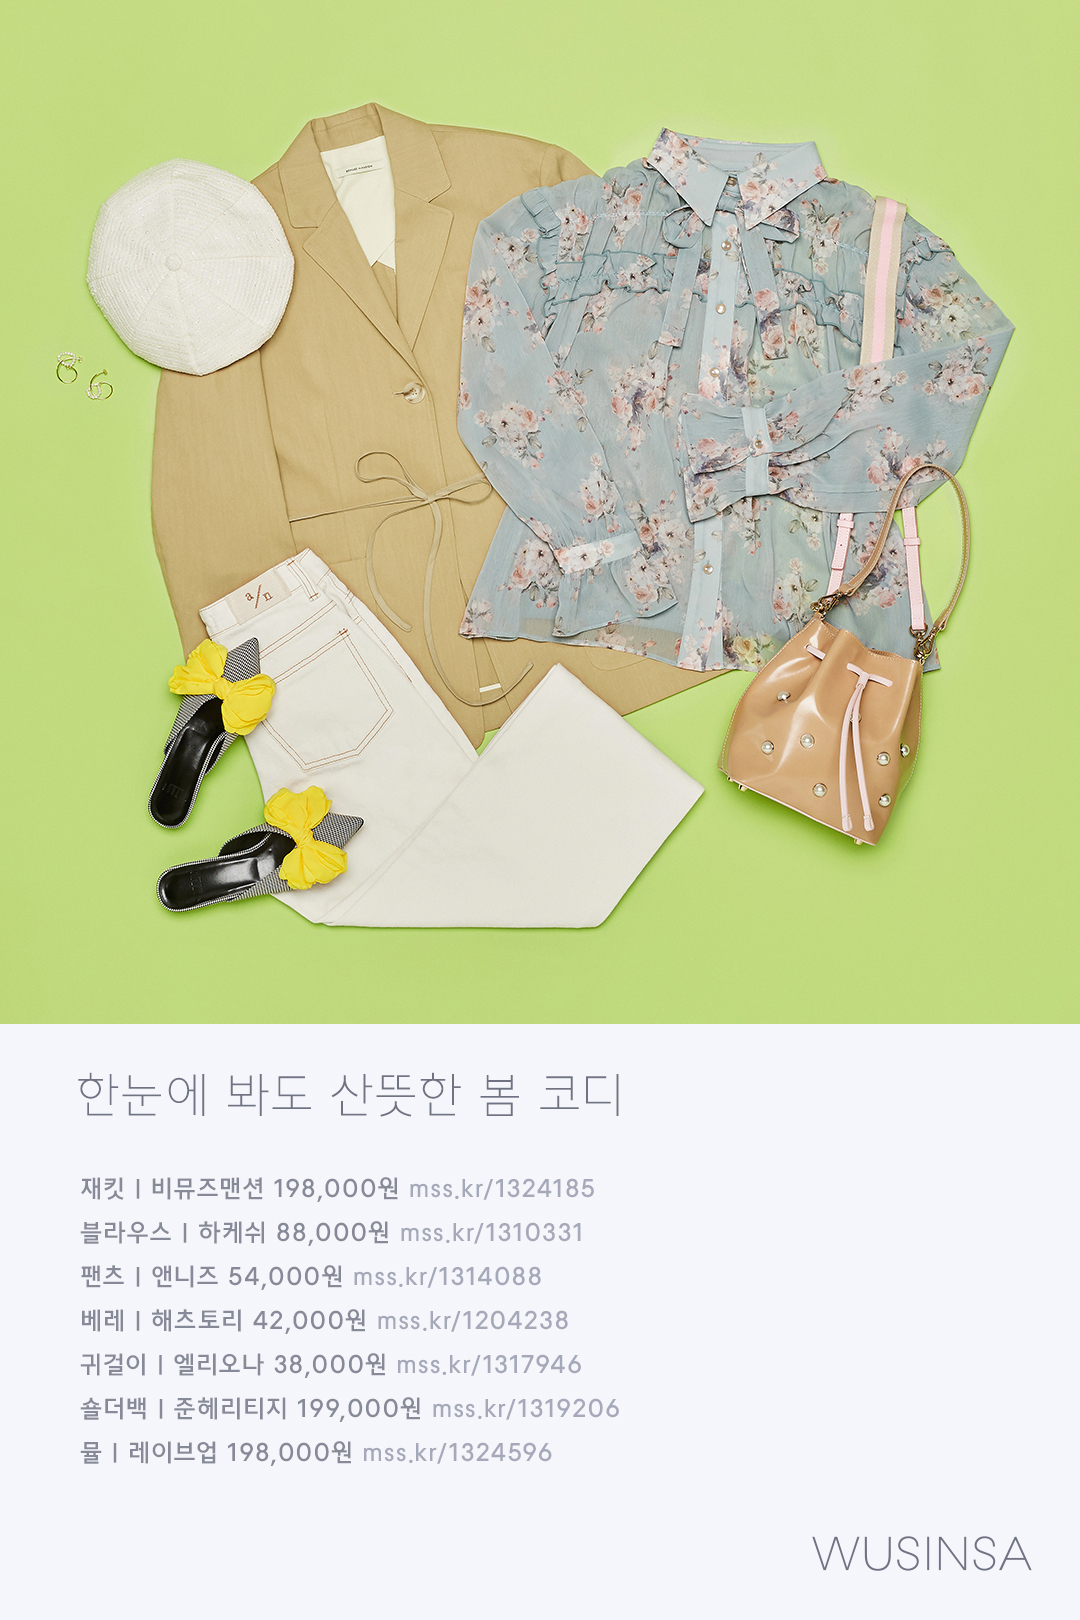 a/n
한눈에 봐도 산뜻한 봄 코디
재킷 | 비뮤즈맨션 198,000원 mss.kr/1324185
블라우스 | 하케쉬 88,000원 mss.kr/1310331
팬츠 | 앤니즈 54,000원 mss.kr/1314088
베레 | 해츠토리 42,000원 mss.kr/1204238
귀걸이 | 엘리오나 38,000원 mss.kr/1317946
숄더백 | 준헤리티지 199,000원 mss.kr/1319206
뮬 | 레이브업 198,000원 mss.kr/1324596
WUSINSA